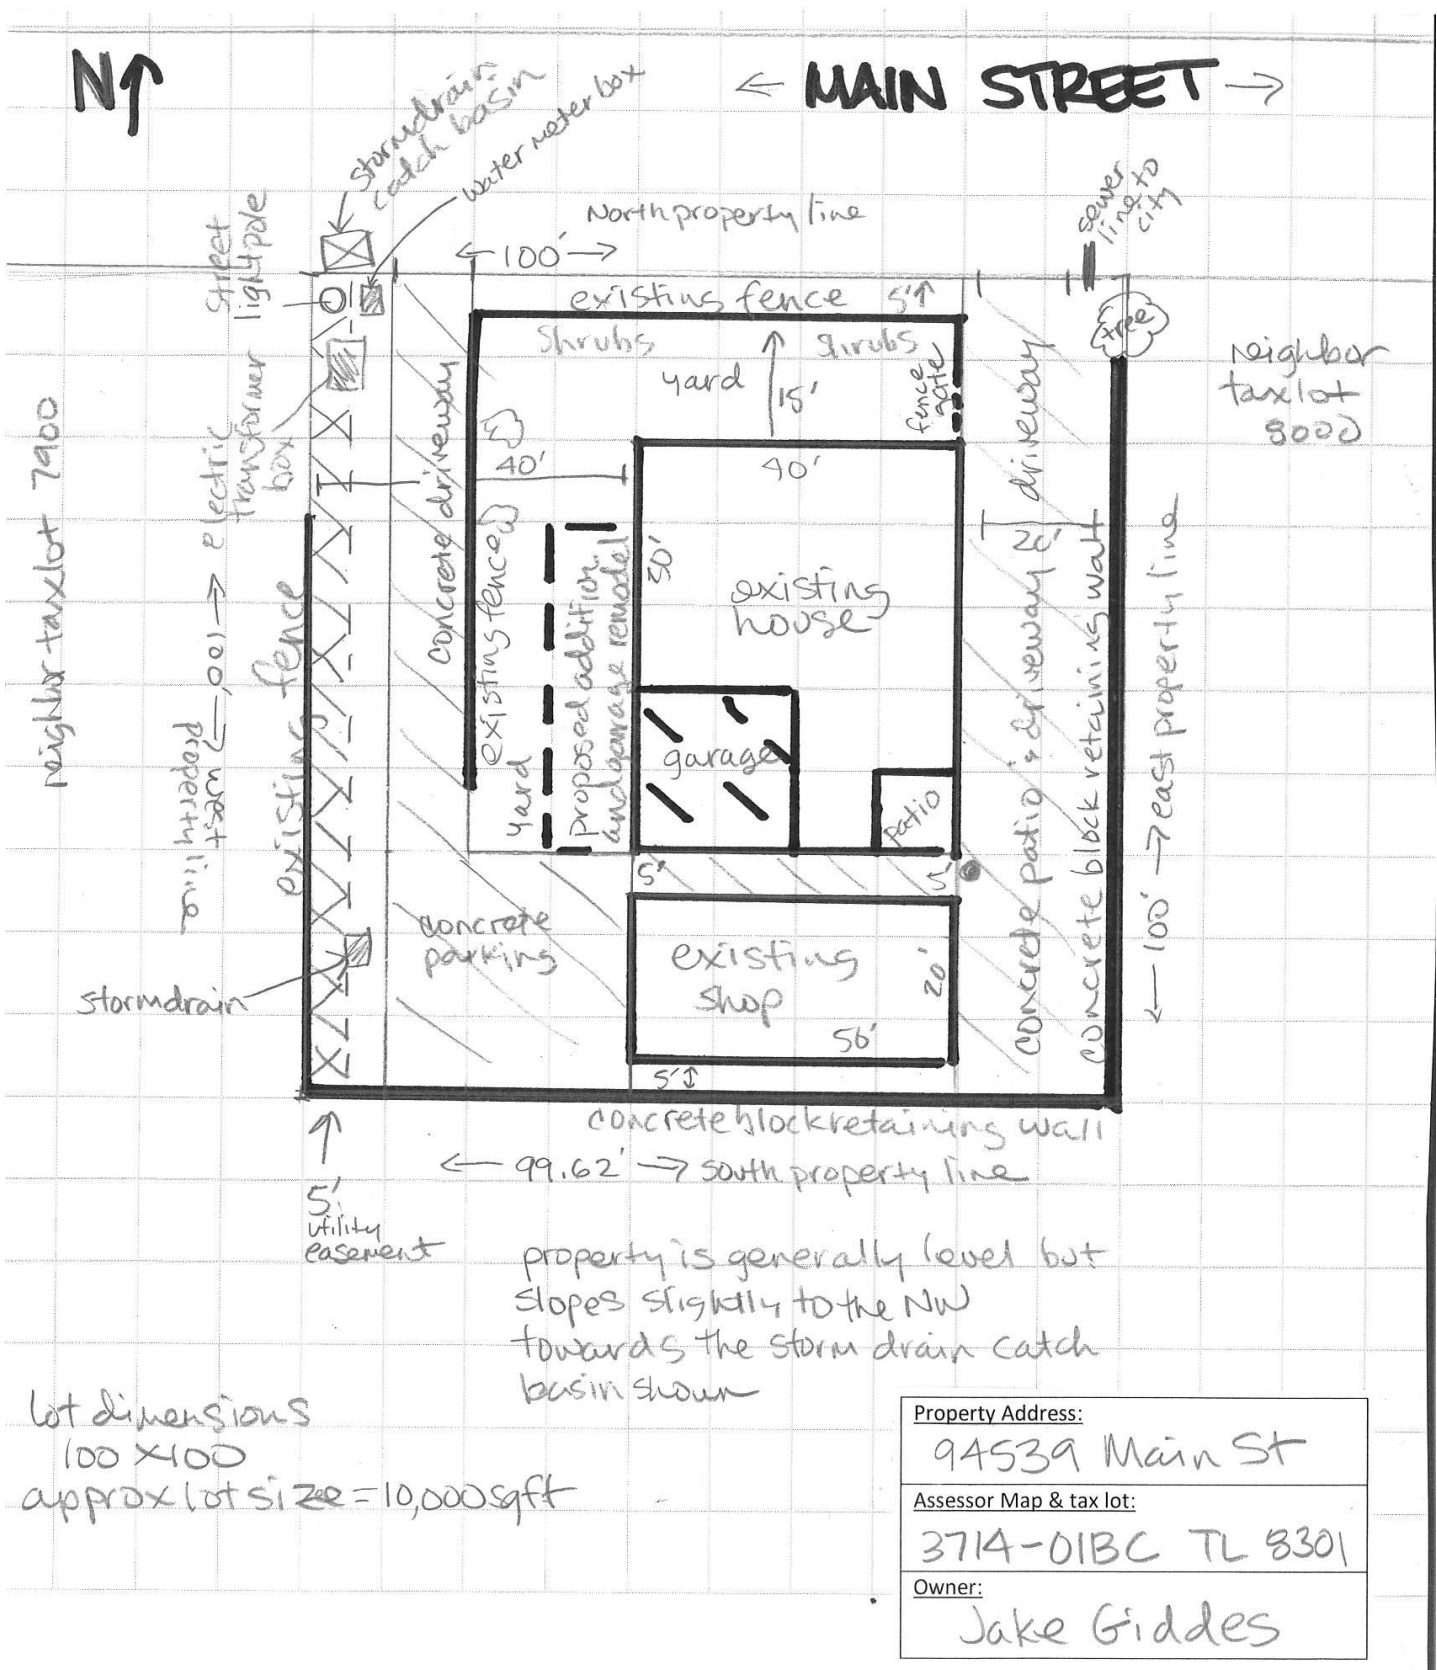 N↑
← MAIN STREET →
stormdrain
catch basin
water meter box
street
light pole
North property line
← 100' →
sewer
line to
city
existing fence
5'↑
shrubs
shrubs
yard
15'
fence
gate
tree
driveway
neighbor
taxlot
8000
neighbor taxlot 7900
electric
transformer
box
← 100' → west
property line
existing fence
concrete driveway
40'
existing fence
yard
proposed addition
and garage remodel
40'
50'
existing
house
garage
patio
20'
concrete patio & driveway
concrete block retaining wall
← 100' → east property line
5'
5'
concrete
parking
existing
shop
20'
56'
5'↕
stormdrain
concrete block retaining wall
← 99.62' → south property line
5'
utility
easement
property is generally level but
slopes slightly to the NW
towards the storm drain catch
basin shown
lot dimensions
100 x 100
approx lot size = 10,000 sqft
Property Address:
94539 Main St
Assessor Map & tax lot:
3714-01BC TL 8301
Owner:
Jake Giddes